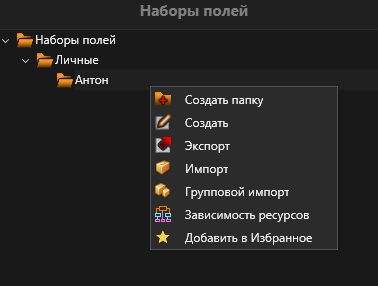 Наборы полей
Наборы полей
Личные
Антон
Создать папку
Создать
Экспорт
Импорт
Групповой импорт
Зависимость ресурсов
Добавить в Избранное